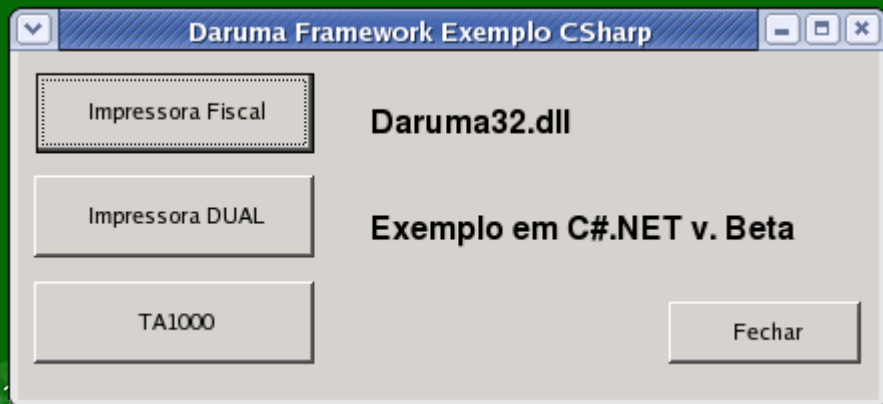 Daruma Framework Exemplo CSharp
Impressora Fiscal
Daruma32.dll
Impressora DUAL
Exemplo em C#.NET v. Beta
TA1000
Fechar